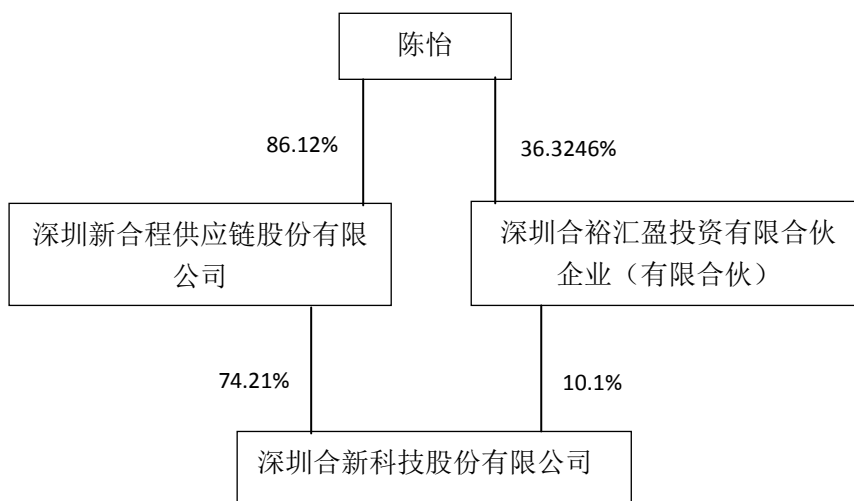 陈怡
86.12%
36.3246%
深圳新合程供应链股份有限
公司
深圳合裕汇盈投资有限合伙
企业（有限合伙）
74.21%
10.1%
深圳合新科技股份有限公司